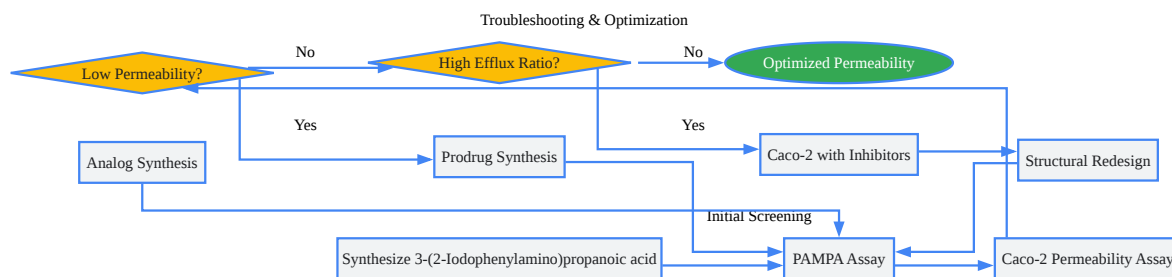 Troubleshooting & Optimization
No
No
Low Permeability?
High Efflux Ratio?
Optimized Permeability
Yes
Yes
Analog Synthesis
Prodrug Synthesis
Caco-2 with Inhibitors
Structural Redesign
Initial Screening
Synthesize 3-(2-Iodophenylamino)propanoic acid
PAMPA Assay
Caco-2 Permeability Assay